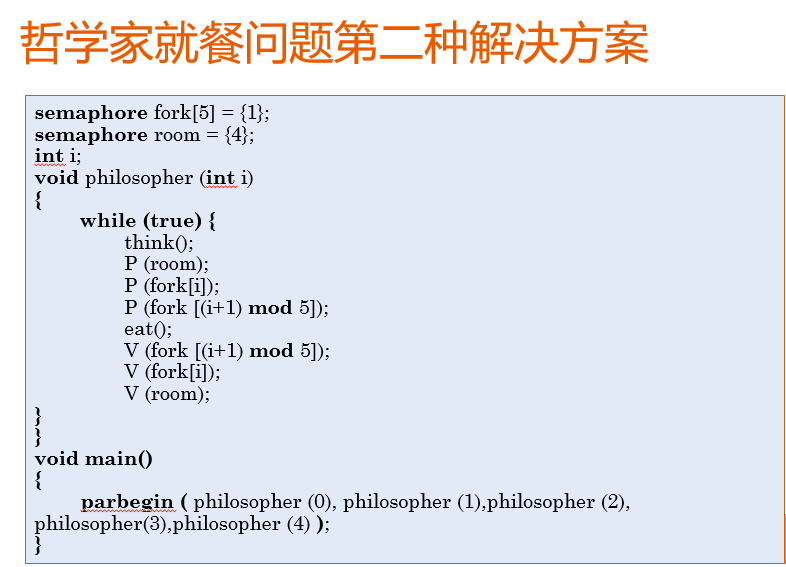 哲学家就餐问题第二种解决方案
semaphore fork[5] = {1};
semaphore room = {4};
int i;
void philosopher (int i)
{
while (true) {
think();
P (room);
P (fork[i]);
P (fork [(i+1) mod 5]);
eat();
V (fork [(i+1) mod 5]);
V (fork[i]);
V (room);
}
}
void main()
{
parbegin ( philosopher (0), philosopher (1),philosopher (2),
philosopher(3),philosopher (4) );
}